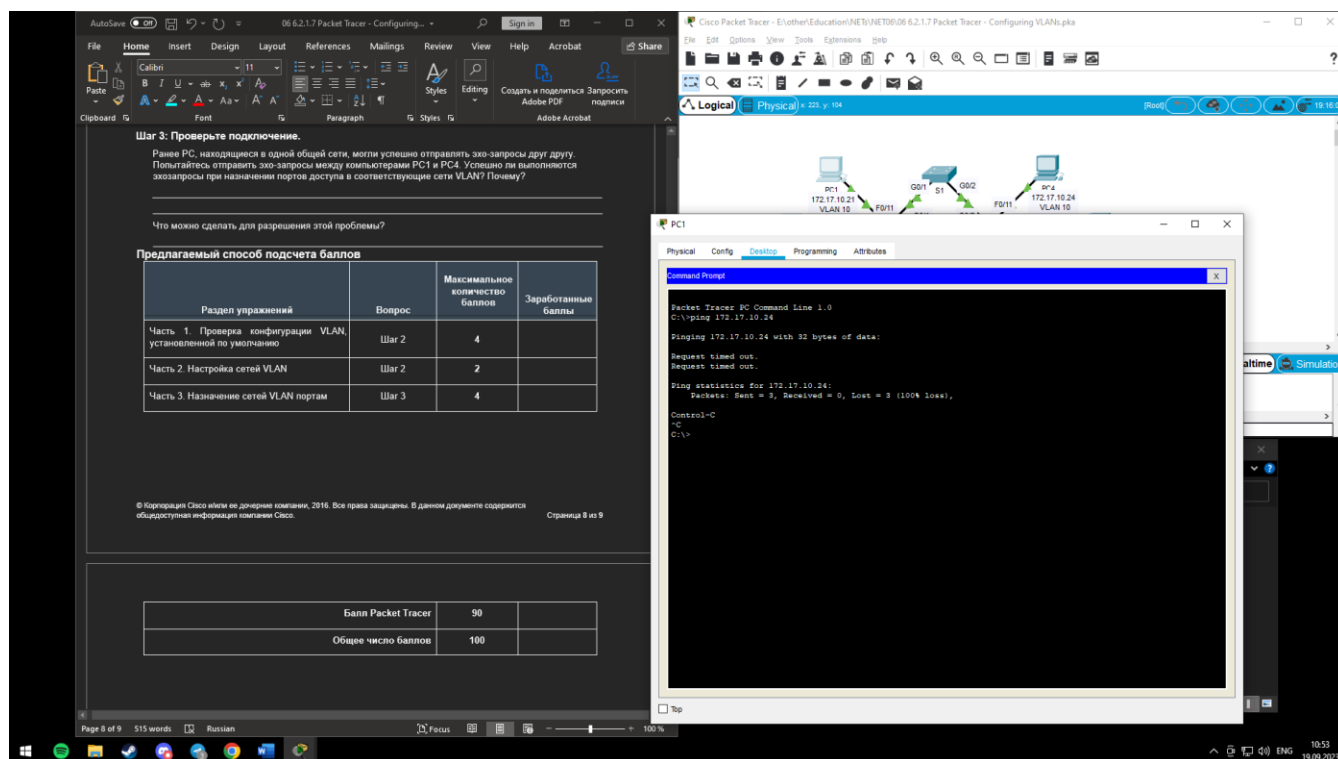 AutoSave Off 06 6.2.1.7 Packet Tracer - Configuring... Sign in
File Home Insert Design Layout References Mailings Review View Help Acrobat Share
Calibri 11
Paste
Styles Editing
Создать и поделиться Adobe PDF
Запросить подписи
Clipboard Font Paragraph Styles Adobe Acrobat
Шаг 3: Проверьте подключение.
Ранее PC, находящиеся в одной общей сети, могли успешно отправлять эхо-запросы друг другу.
Попытайтесь отправить эхо-запросы между компьютерами PC1 и PC4. Успешно ли выполняются
эхозапросы при назначении портов доступа в соответствующие сети VLAN? Почему?
Что можно сделать для разрешения этой проблемы?
Предлагаемый способ подсчета баллов
Раздел упражнений Вопрос Максимальное количество баллов Заработанные баллы
Часть 1. Проверка конфигурации VLAN, установленной по умолчанию Шаг 2 4
Часть 2. Настройка сетей VLAN Шаг 2 2
Часть 3. Назначение сетей VLAN портам Шаг 3 4
© Корпорация Cisco и/или ее дочерние компании, 2016. Все права защищены. В данном документе содержится
общедоступная информация компании Cisco. Страница 8 из 9
Балл Packet Tracer 90
Общее число баллов 100
Page 8 of 9 515 words Russian Focus 100 %
Cisco Packet Tracer - E:\other\Education\NETi\NET06\06 6.2.1.7 Packet Tracer - Configuring VLANs.pka
File Edit Options View Tools Extensions Help
Logical Physical x: 223, y: 104 [Root] 19:16:0
PC1
172.17.10.21
VLAN 10
F0/11
G0/1 S1 G0/2
F0/11
PC4
172.17.10.24
VLAN 10
PC1
Physical Config Desktop Programming Attributes
Command Prompt X
Packet Tracer PC Command Line 1.0
C:\>ping 172.17.10.24
Pinging 172.17.10.24 with 32 bytes of data:
Request timed out.
Request timed out.
Ping statistics for 172.17.10.24:
Packets: Sent = 3, Received = 0, Lost = 3 (100% loss),
Control-C
^C
C:\>
Top
altime Simulatio
ENG 10:53